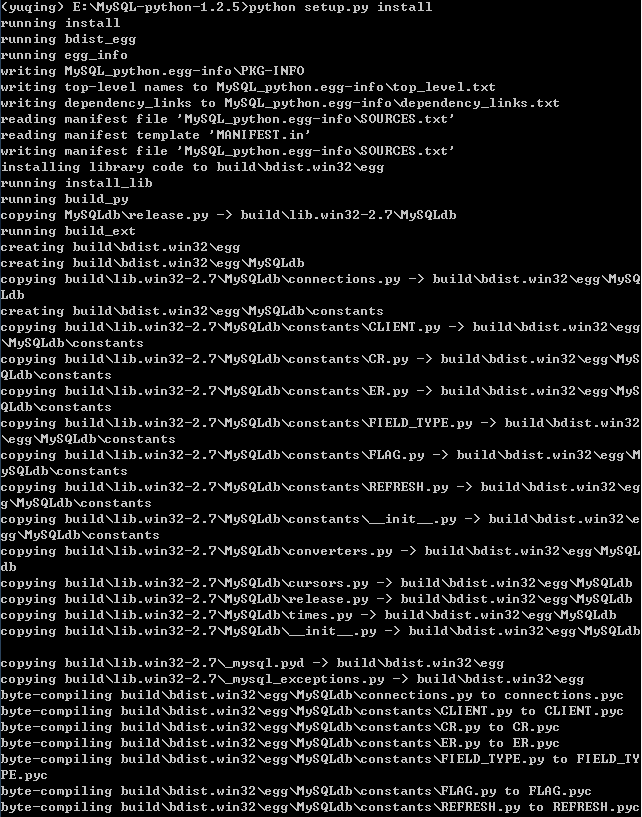 (yuqing) E:\MySQL-python-1.2.5>python setup.py install
running install
running bdist_egg
running egg_info
writing MySQL_python.egg-info\PKG-INFO
writing top-level names to MySQL_python.egg-info\top_level.txt
writing dependency_links to MySQL_python.egg-info\dependency_links.txt
reading manifest file 'MySQL_python.egg-info\SOURCES.txt'
reading manifest template 'MANIFEST.in'
writing manifest file 'MySQL_python.egg-info\SOURCES.txt'
installing library code to build\bdist.win32\egg
running install_lib
running build_py
copying MySQLdb\release.py -> build\lib.win32-2.7\MySQLdb
running build_ext
creating build\bdist.win32\egg
creating build\bdist.win32\egg\MySQLdb
copying build\lib.win32-2.7\MySQLdb\connections.py -> build\bdist.win32\egg\MySQ
Ldb
creating build\bdist.win32\egg\MySQLdb\constants
copying build\lib.win32-2.7\MySQLdb\constants\CLIENT.py -> build\bdist.win32\egg
\MySQLdb\constants
copying build\lib.win32-2.7\MySQLdb\constants\CR.py -> build\bdist.win32\egg\MyS
QLdb\constants
copying build\lib.win32-2.7\MySQLdb\constants\ER.py -> build\bdist.win32\egg\MyS
QLdb\constants
copying build\lib.win32-2.7\MySQLdb\constants\FIELD_TYPE.py -> build\bdist.win32
\egg\MySQLdb\constants
copying build\lib.win32-2.7\MySQLdb\constants\FLAG.py -> build\bdist.win32\egg\M
ySQLdb\constants
copying build\lib.win32-2.7\MySQLdb\constants\REFRESH.py -> build\bdist.win32\eg
g\MySQLdb\constants
copying build\lib.win32-2.7\MySQLdb\constants\__init__.py -> build\bdist.win32\e
gg\MySQLdb\constants
copying build\lib.win32-2.7\MySQLdb\converters.py -> build\bdist.win32\egg\MySQL
db
copying build\lib.win32-2.7\MySQLdb\cursors.py -> build\bdist.win32\egg\MySQLdb
copying build\lib.win32-2.7\MySQLdb\release.py -> build\bdist.win32\egg\MySQLdb
copying build\lib.win32-2.7\MySQLdb\times.py -> build\bdist.win32\egg\MySQLdb
copying build\lib.win32-2.7\MySQLdb\__init__.py -> build\bdist.win32\egg\MySQLdb
copying build\lib.win32-2.7\_mysql.pyd -> build\bdist.win32\egg
copying build\lib.win32-2.7\_mysql_exceptions.py -> build\bdist.win32\egg
byte-compiling build\bdist.win32\egg\MySQLdb\connections.py to connections.pyc
byte-compiling build\bdist.win32\egg\MySQLdb\constants\CLIENT.py to CLIENT.pyc
byte-compiling build\bdist.win32\egg\MySQLdb\constants\CR.py to CR.pyc
byte-compiling build\bdist.win32\egg\MySQLdb\constants\ER.py to ER.pyc
byte-compiling build\bdist.win32\egg\MySQLdb\constants\FIELD_TYPE.py to FIELD_TY
PE.pyc
byte-compiling build\bdist.win32\egg\MySQLdb\constants\FLAG.py to FLAG.pyc
byte-compiling build\bdist.win32\egg\MySQLdb\constants\REFRESH.py to REFRESH.pyc